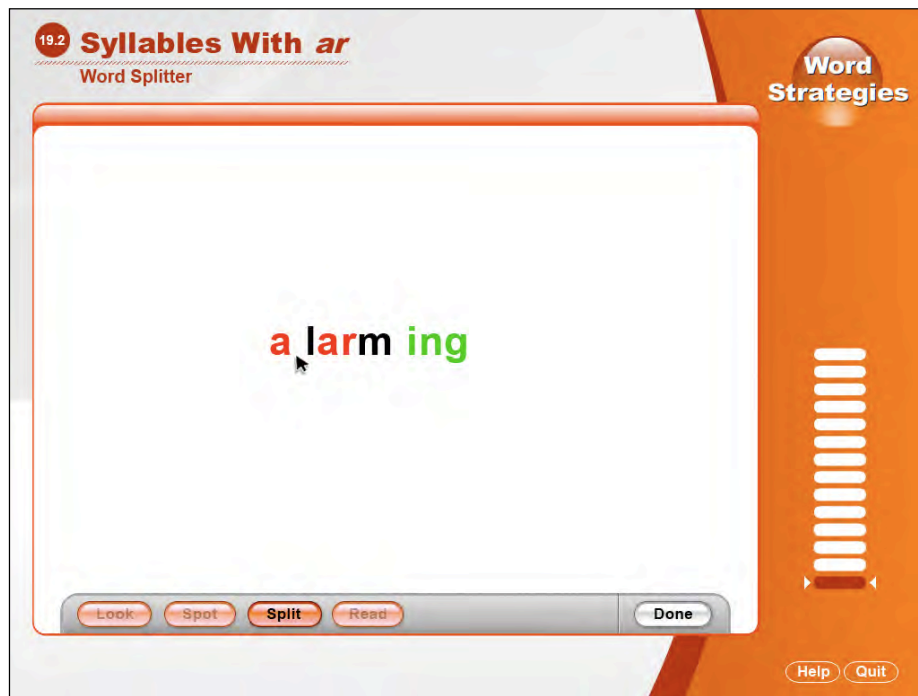 19.2 Syllables With ar
Word Splitter
Word
Strategies
a larm ing
Look Spot Split Read Done
Help Quit